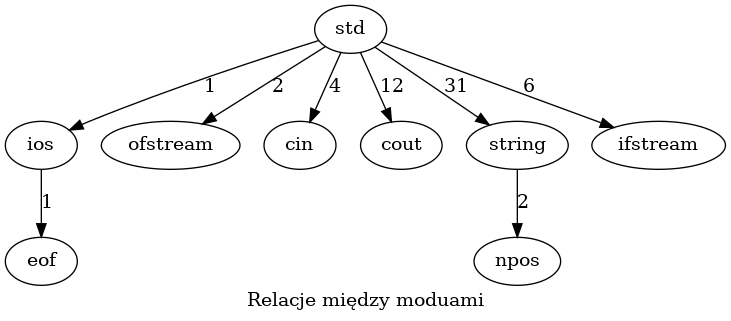 std
1
2
4
12
31
6
ios
ofstream
cin
cout
string
ifstream
1
2
eof
npos
Relacje między moduami